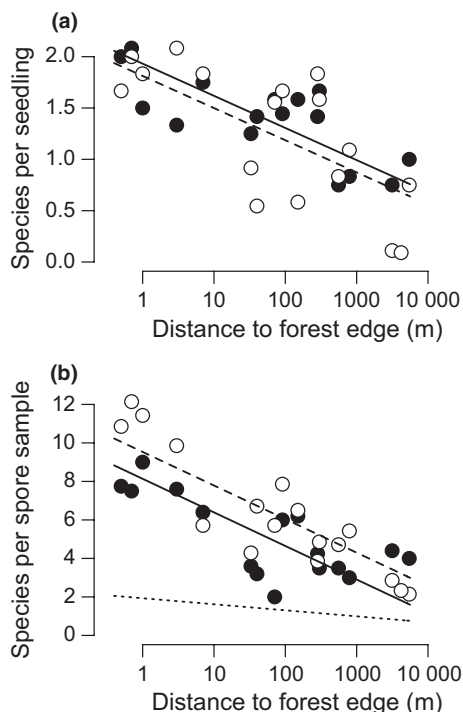 (a)
2.0
1.5
1.0
0.5
0.0
Species per seedling
1 10 100 1000 10 000
Distance to forest edge (m)
(b)
12
10
8
6
4
2
0
Species per spore sample
1 10 100 1000 10 000
Distance to forest edge (m)